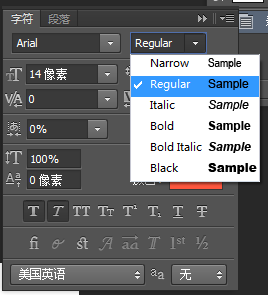 字符 段落
Arial Regular
Narrow Sample
Regular Sample
Italic Sample
Bold Sample
Bold Italic Sample
Black Sample
14 像素
0
0%
100%
0 像素
T T TT Tt T¹ T₁ T T
fi st A aa T 1st ½
美国英语 aa 无